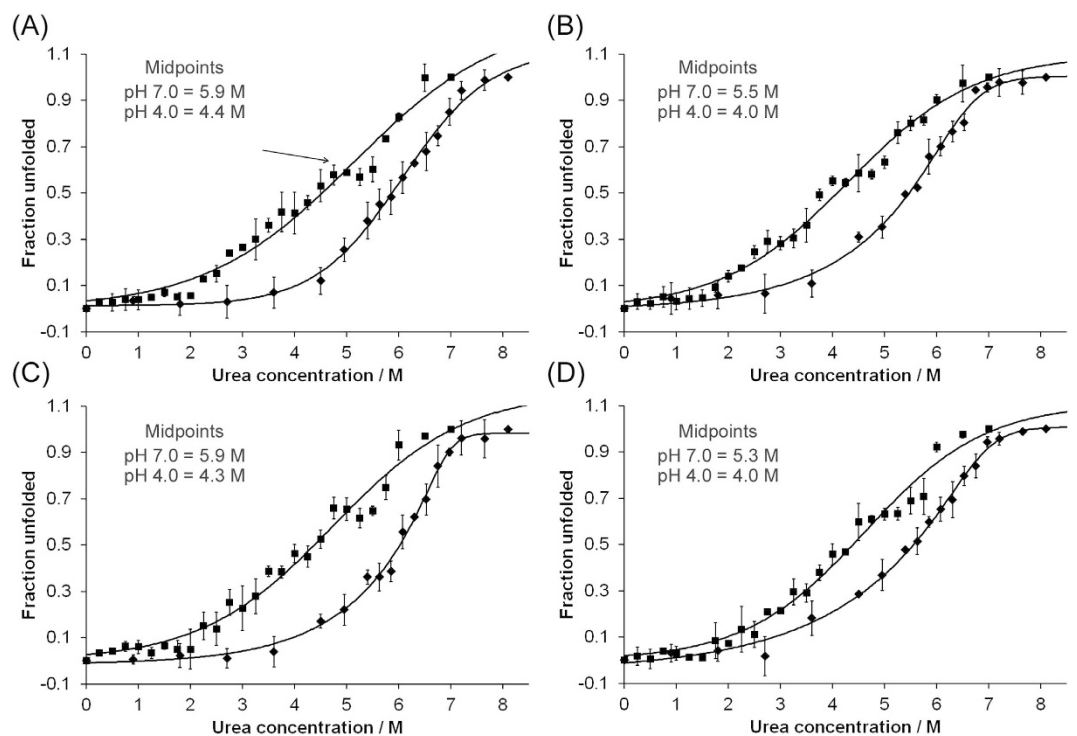 (A)
1.1
0.9
0.7
0.5
0.3
0.1
-0.1
Fraction unfolded
Midpoints
pH 7.0 = 5.9 M
pH 4.0 = 4.4 M
0 1 2 3 4 5 6 7 8
Urea concentration / M
(B)
1.1
0.9
0.7
0.5
0.3
0.1
-0.1
Fraction unfolded
Midpoints
pH 7.0 = 5.5 M
pH 4.0 = 4.0 M
0 1 2 3 4 5 6 7 8
Urea concentration / M
(C)
1.1
0.9
0.7
0.5
0.3
0.1
-0.1
Fraction unfolded
Midpoints
pH 7.0 = 5.9 M
pH 4.0 = 4.3 M
0 1 2 3 4 5 6 7 8
Urea concentration / M
(D)
1.1
0.9
0.7
0.5
0.3
0.1
-0.1
Fraction unfolded
Midpoints
pH 7.0 = 5.3 M
pH 4.0 = 4.0 M
0 1 2 3 4 5 6 7 8
Urea concentration / M